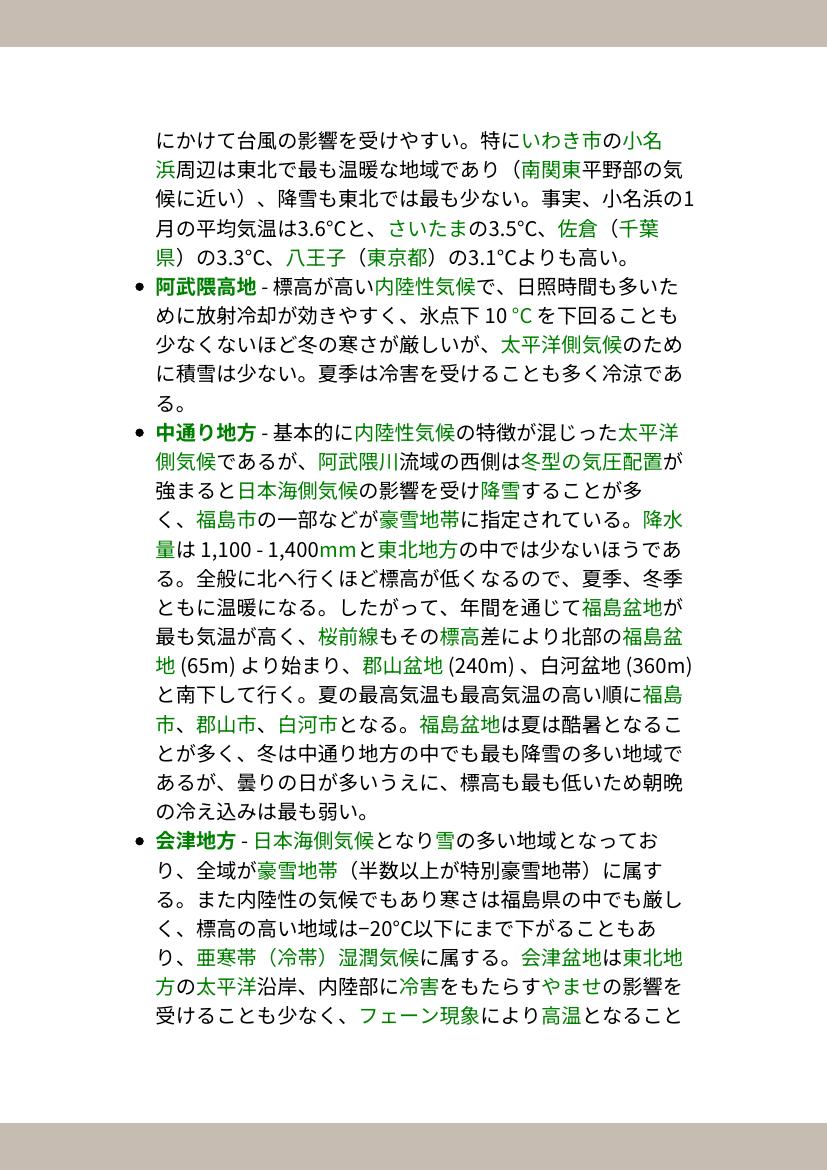 にかけて台風の影響を受けやすい。特にいわき市の小名
浜周辺は東北で最も温暖な地域であり（南関東平野部の気
候に近い）、降雪も東北では最も少ない。事実、小名浜の1
月の平均気温は3.6℃と、さいたまの3.5℃、佐倉（千葉
県）の3.3℃、八王子（東京都）の3.1℃よりも高い。
• 阿武隈高地 - 標高が高い内陸性気候で、日照時間も多いた
めに放射冷却が効きやすく、氷点下 10 ℃ を下回ることも
少なくないほど冬の寒さが厳しいが、太平洋側気候のため
に積雪は少ない。夏季は冷害を受けることも多く冷涼であ
る。
• 中通り地方 - 基本的に内陸性気候の特徴が混じった太平洋
側気候であるが、阿武隈川流域の西側は冬型の気圧配置が
強まると日本海側気候の影響を受け降雪することが多
く、福島市の一部などが豪雪地帯に指定されている。降水
量は 1,100 - 1,400mmと東北地方の中では少ないほうであ
る。全般に北へ行くほど標高が低くなるので、夏季、冬季
ともに温暖になる。したがって、年間を通じて福島盆地が
最も気温が高く、桜前線もその標高差により北部の福島盆
地 (65m) より始まり、郡山盆地 (240m) 、白河盆地 (360m)
と南下して行く。夏の最高気温も最高気温の高い順に福島
市、郡山市、白河市となる。福島盆地は夏は酷暑となるこ
とが多く、冬は中通り地方の中でも最も降雪の多い地域で
あるが、曇りの日が多いうえに、標高も最も低いため朝晩
の冷え込みは最も弱い。
• 会津地方 - 日本海側気候となり雪の多い地域となってお
り、全域が豪雪地帯（半数以上が特別豪雪地帯）に属す
る。また内陸性の気候でもあり寒さは福島県の中でも厳し
く、標高の高い地域は−20℃以下にまで下がることもあ
り、亜寒帯（冷帯）湿潤気候に属する。会津盆地は東北地
方の太平洋沿岸、内陸部に冷害をもたらすやませの影響を
受けることも少なく、フェーン現象により高温となること